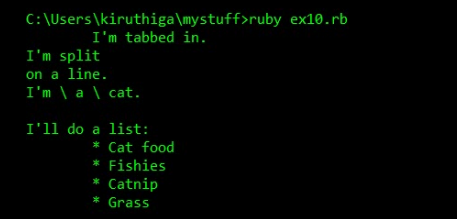 C:\Users\kiruthiga\mystuff>ruby ex10.rb
        I'm tabbed in.
I'm split
on a line.
I'm \ a \ cat.

I'll do a list:
        * Cat food
        * Fishies
        * Catnip
        * Grass